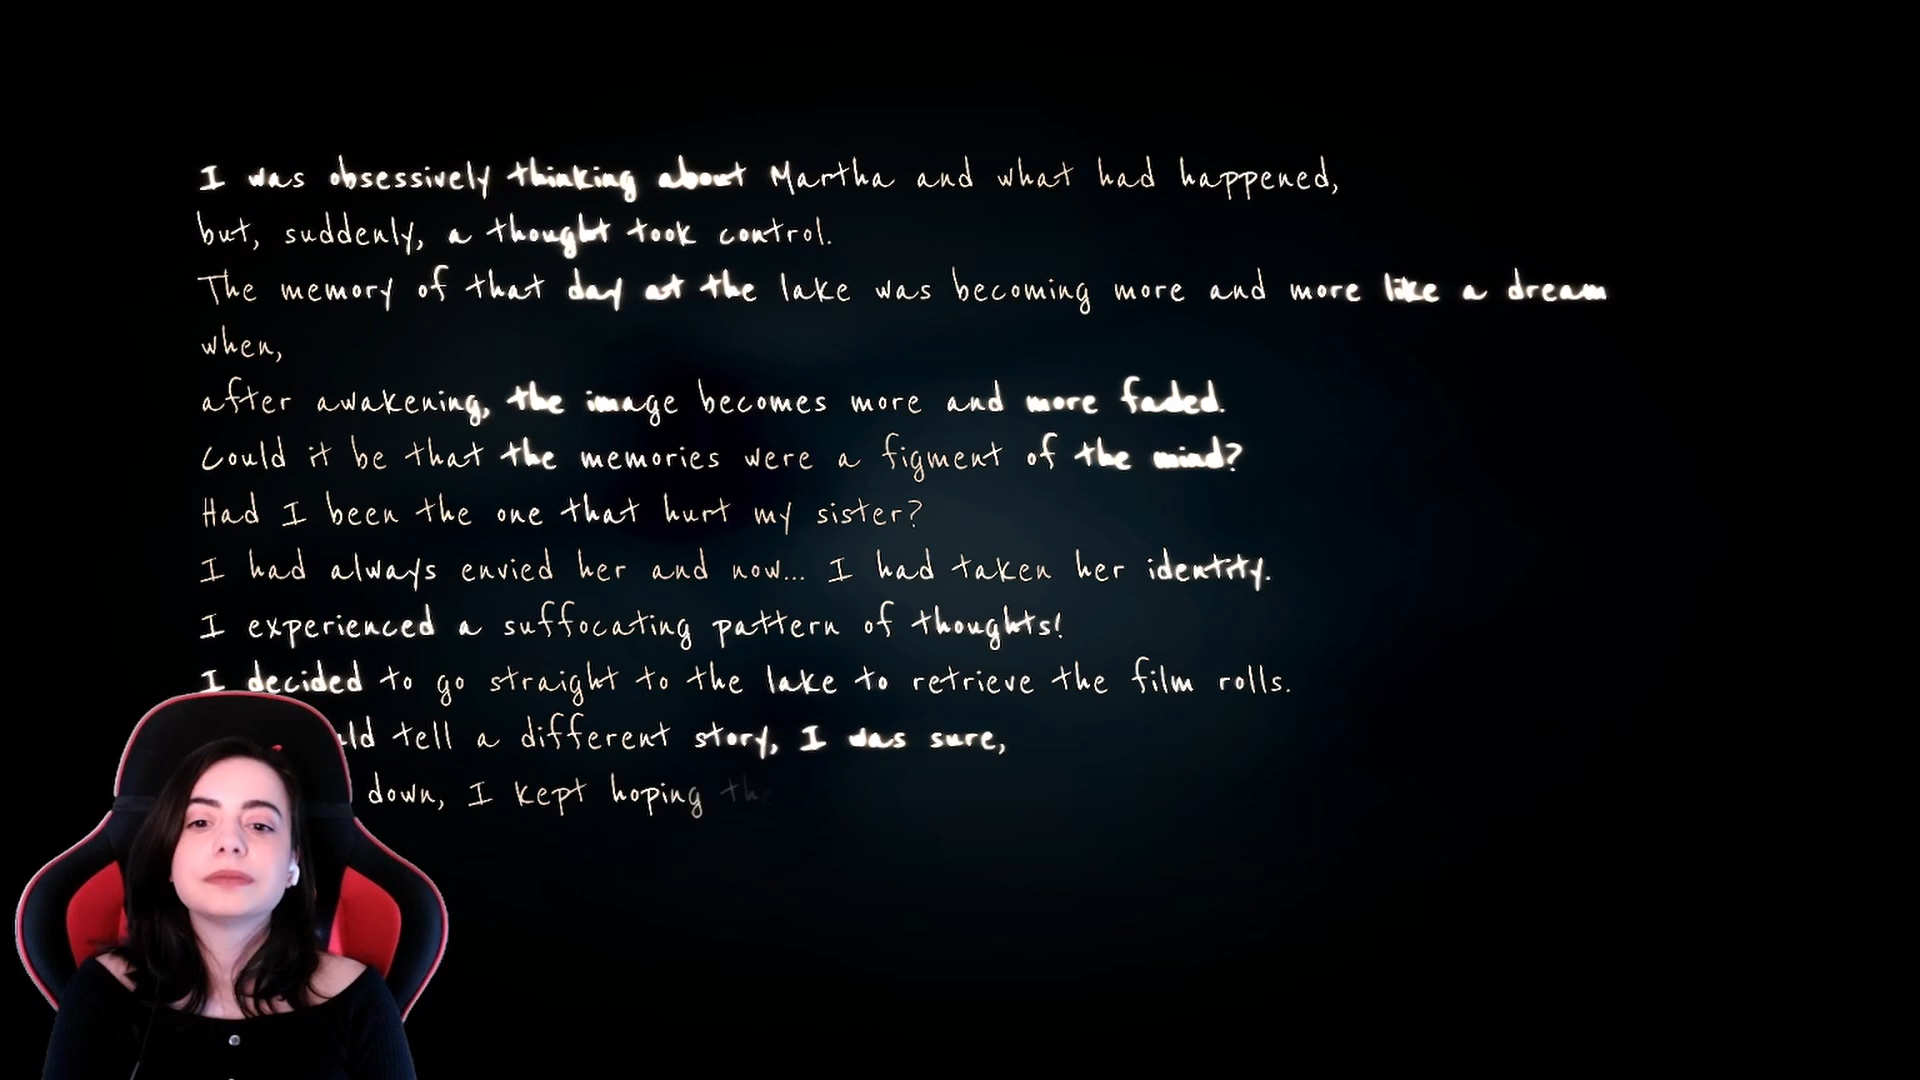 I was obsessively thinking about Martha and what had happened,
but, suddenly, a thought took control.
The memory of that day at the lake was becoming more and more like a dream
when,
after awakening, the image becomes more and more faded.
Could it be that the memories were a figment of the mind?
Had I been the one that hurt my sister?
I had always envied her and now... I had taken her identity.
I experienced a suffocating pattern of thoughts!
I decided to go straight to the lake to retrieve the film rolls.
tell a different story, I was sure,
down, I kept hoping the